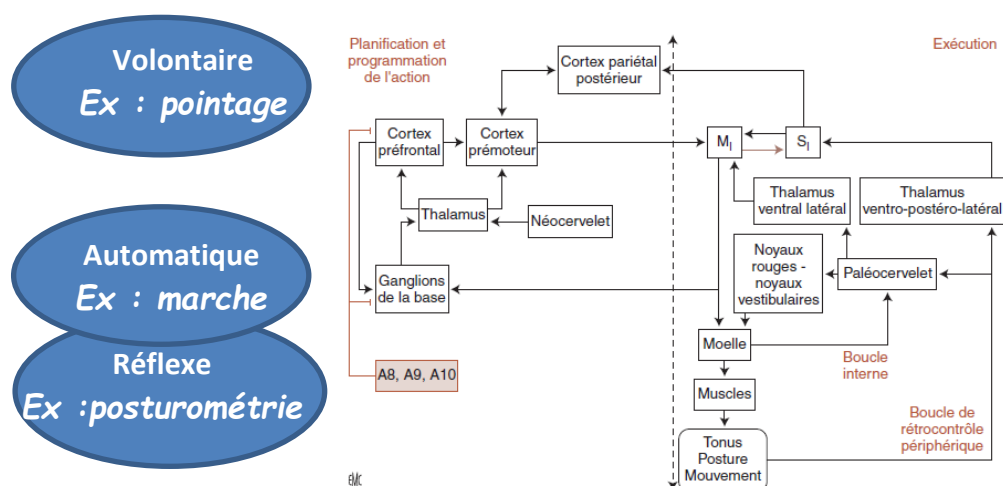 Volontaire
Ex : pointage
Automatique
Ex : marche
Réflexe
Ex :posturométrie
Planification et
programmation
de l'action
Exécution
Cortex pariétal
postérieur
Cortex
préfrontal
Cortex
prémoteur
MI
SI
Thalamus
Néocervelet
Thalamus
ventral latéral
Thalamus
ventro-postéro-latéral
Ganglions
de la base
Noyaux
rouges -
noyaux
vestibulaires
Paléocervelet
A8, A9, A10
Moelle
Boucle
interne
Muscles
Boucle de
rétrocontrôle
périphérique
Tonus
Posture
Mouvement
EMC